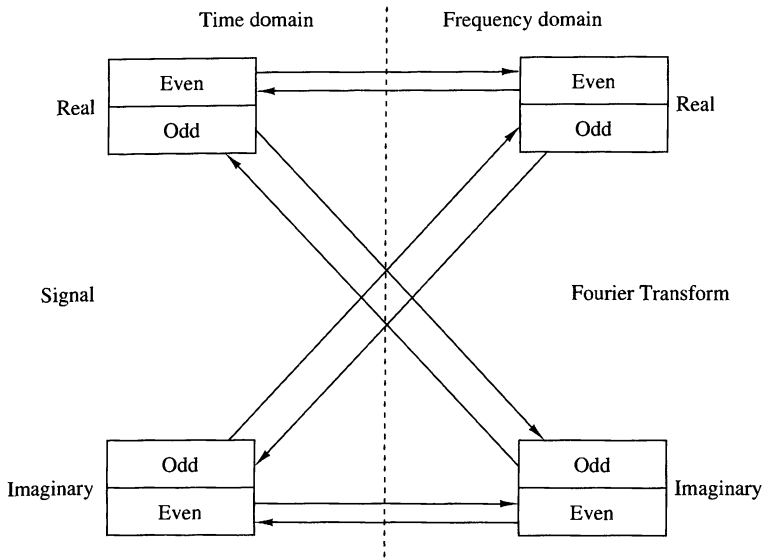 Time domain
Frequency domain
Real
Even
Odd
Even
Odd
Real
Signal
Fourier Transform
Imaginary
Odd
Even
Odd
Even
Imaginary